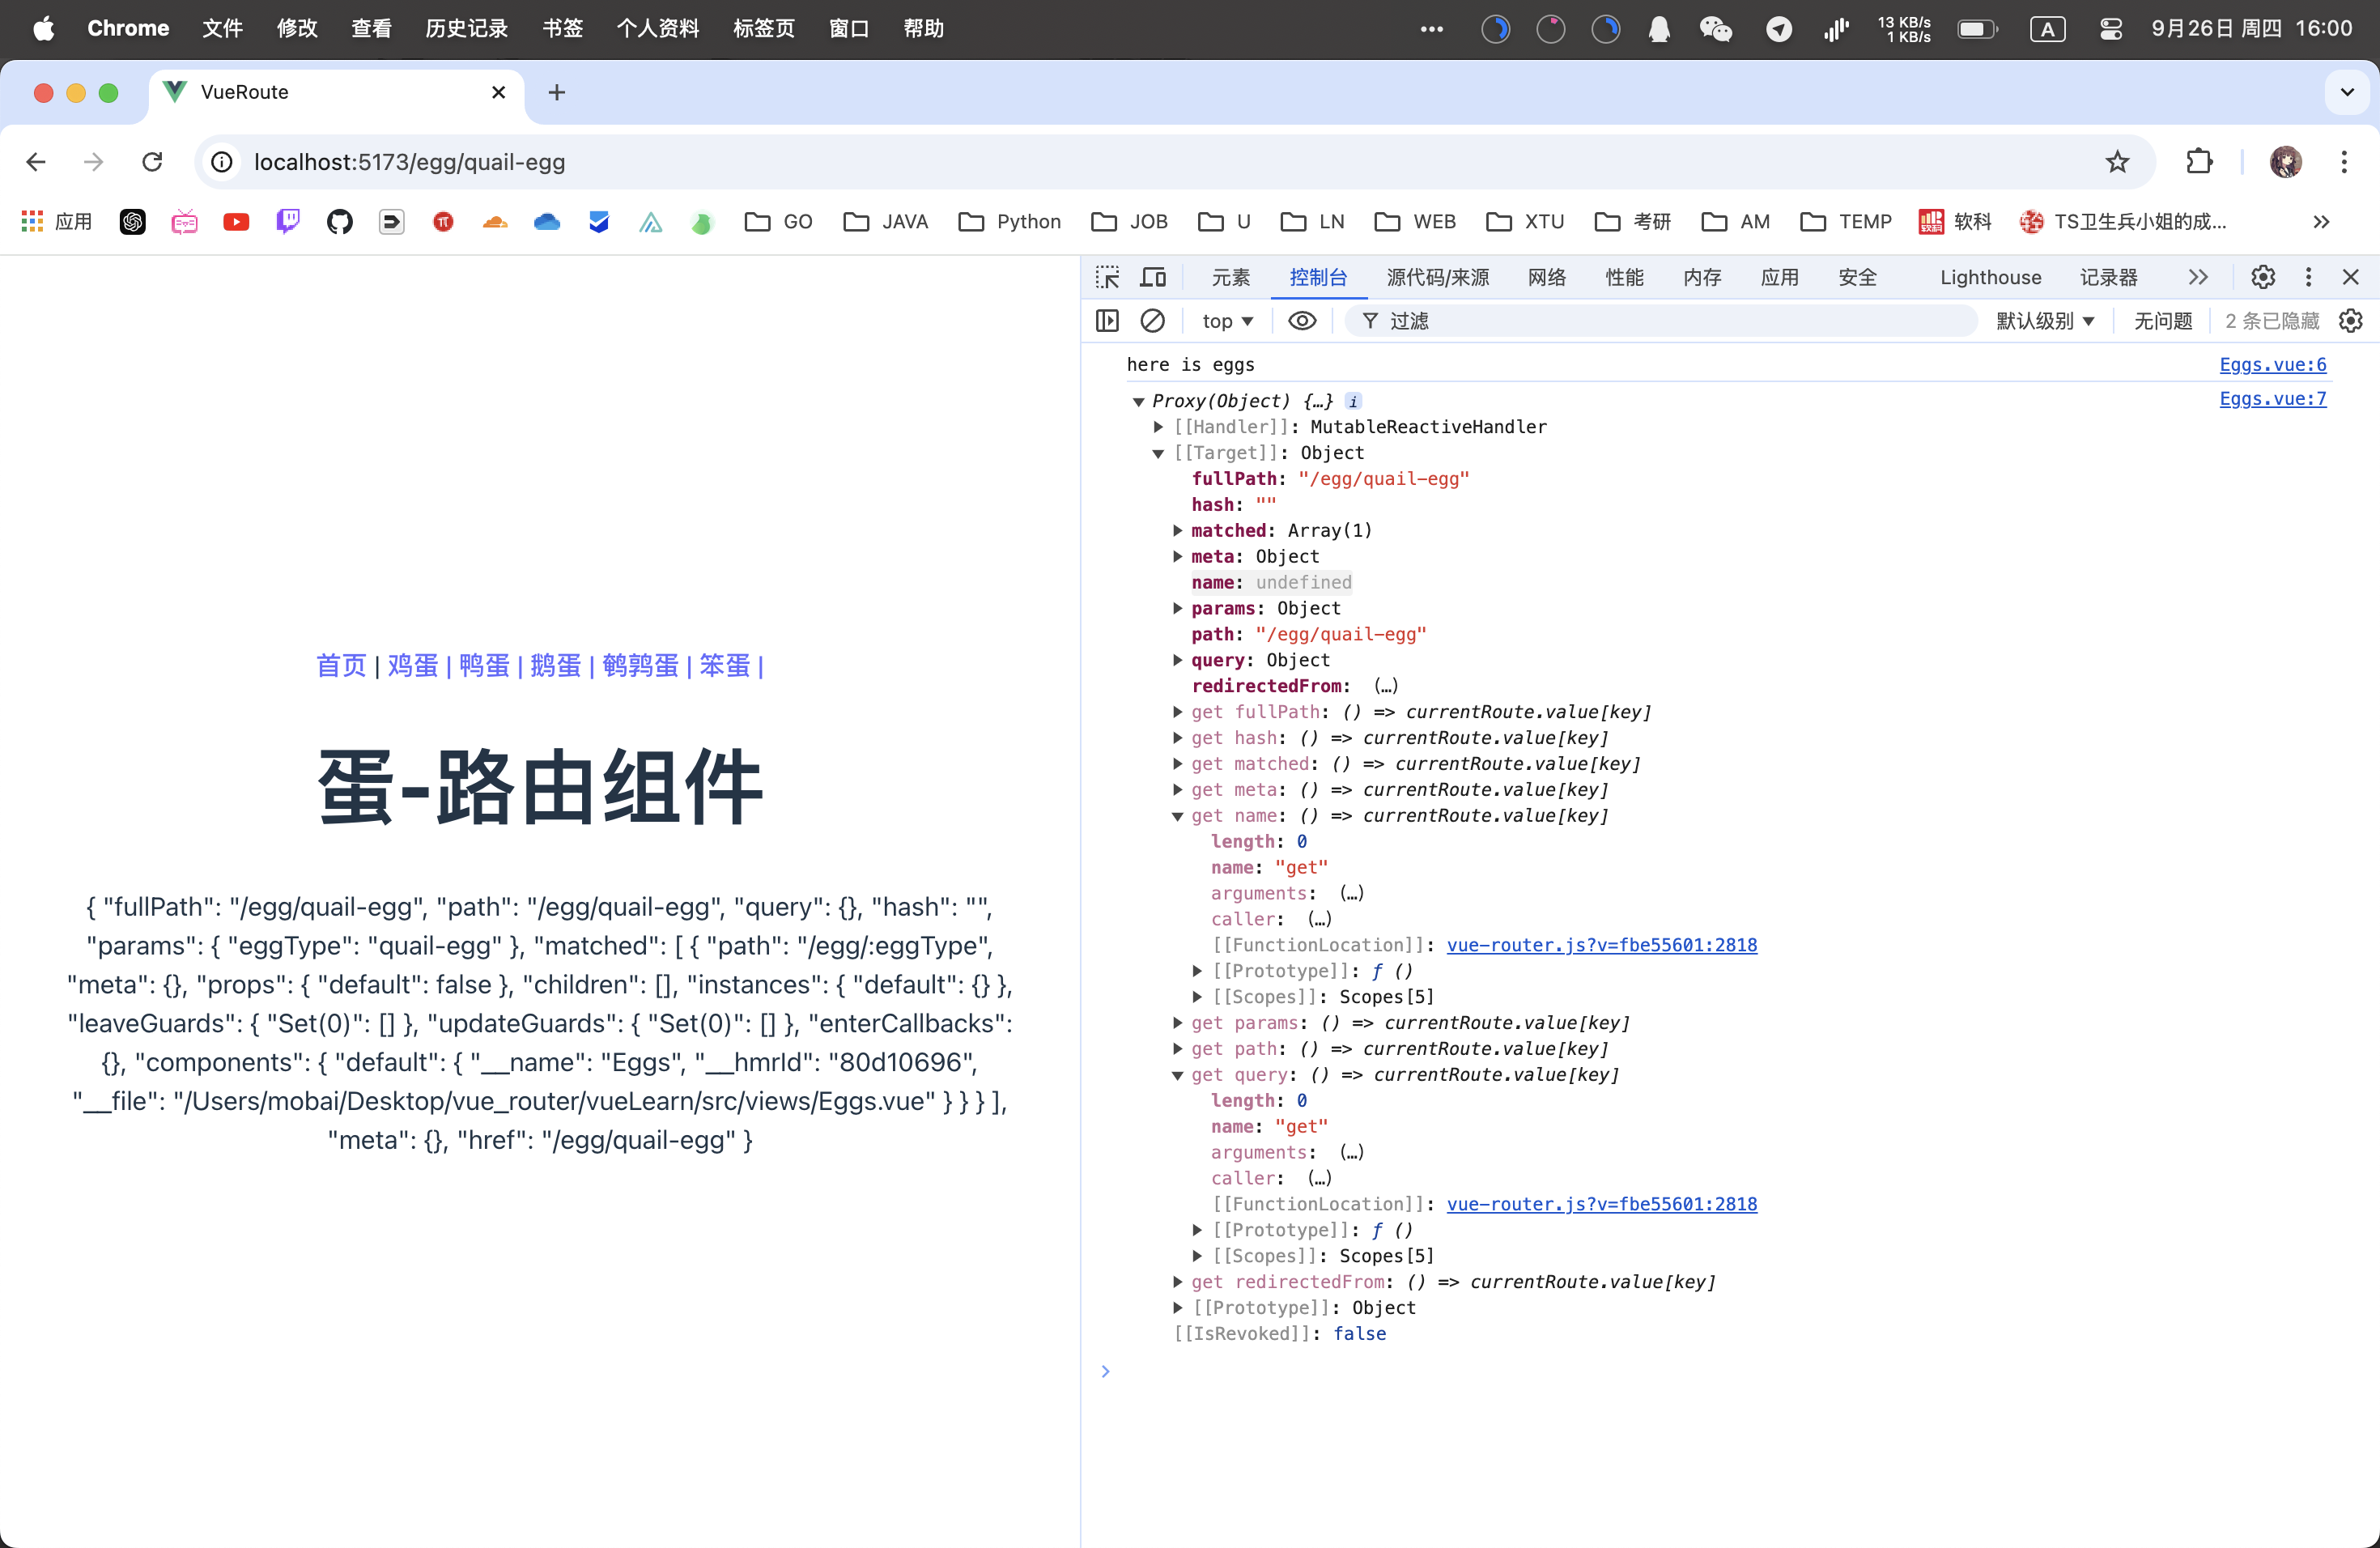 Chrome 文件 修改 查看 历史记录 书签 个人资料 标签页 窗口 帮助 ••• 13 KB/s 1 KB/s A 9月26日 周四 16:00
VueRoute
localhost:5173/egg/quail-egg
应用 GO JAVA Python JOB U LN WEB XTU 考研 AM TEMP 软科 TS卫生兵小姐的成...
元素 控制台 源代码/来源 网络 性能 内存 应用 安全 Lighthouse 记录器
top 过滤 默认级别 无问题 2 条已隐藏
首页 | 鸡蛋 | 鸭蛋 | 鹅蛋 | 鹌鹑蛋 | 笨蛋 |
蛋-路由组件
{ "fullPath": "/egg/quail-egg", "path": "/egg/quail-egg", "query": {}, "hash": "",
"params": { "eggType": "quail-egg" }, "matched": [ { "path": "/egg/:eggType",
"meta": {}, "props": { "default": false }, "children": [], "instances": { "default": {} },
"leaveGuards": { "Set(0)": [] }, "updateGuards": { "Set(0)": [] }, "enterCallbacks":
{}, "components": { "default": { "__name": "Eggs", "__hmrId": "80d10696",
"__file": "/Users/mobai/Desktop/vue_router/vueLearn/src/views/Eggs.vue" } } } ],
"meta": {}, "href": "/egg/quail-egg" }
here is eggs Eggs.vue:6
Proxy(Object) {…} i Eggs.vue:7
[[Handler]]: MutableReactiveHandler
[[Target]]: Object
fullPath: "/egg/quail-egg"
hash: ""
matched: Array(1)
meta: Object
name: undefined
params: Object
path: "/egg/quail-egg"
query: Object
redirectedFrom: (…)
get fullPath: () => currentRoute.value[key]
get hash: () => currentRoute.value[key]
get matched: () => currentRoute.value[key]
get meta: () => currentRoute.value[key]
get name: () => currentRoute.value[key]
length: 0
name: "get"
arguments: (…)
caller: (…)
[[FunctionLocation]]: vue-router.js?v=fbe55601:2818
[[Prototype]]: ƒ ()
[[Scopes]]: Scopes[5]
get params: () => currentRoute.value[key]
get path: () => currentRoute.value[key]
get query: () => currentRoute.value[key]
length: 0
name: "get"
arguments: (…)
caller: (…)
[[FunctionLocation]]: vue-router.js?v=fbe55601:2818
[[Prototype]]: ƒ ()
[[Scopes]]: Scopes[5]
get redirectedFrom: () => currentRoute.value[key]
[[Prototype]]: Object
[[IsRevoked]]: false